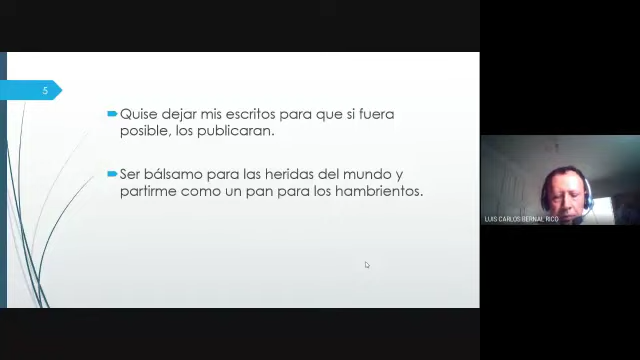 5
Quise dejar mis escritos para que si fuera
posible, los publicaran.
Ser bálsamo para las heridas del mundo y
partirme como un pan para los hambrientos.
LUIS CARLOS BERNAL RICO